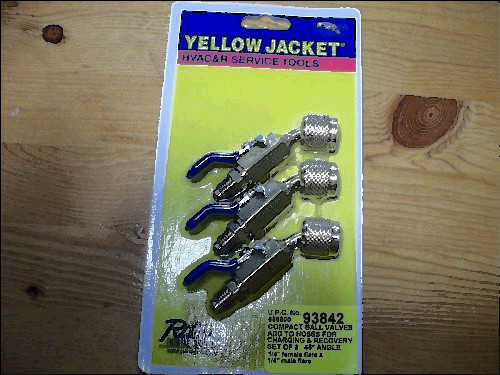 YELLOW JACKET®
HVAC&R SERVICE TOOLS
U.P.C. No. 93842
COMPACT BALL VALVES
ADD TO HOSES FOR
CHARGING & RECOVERY
SET OF 3 45° ANGLE
1/4" female flare x
1/4" male flare